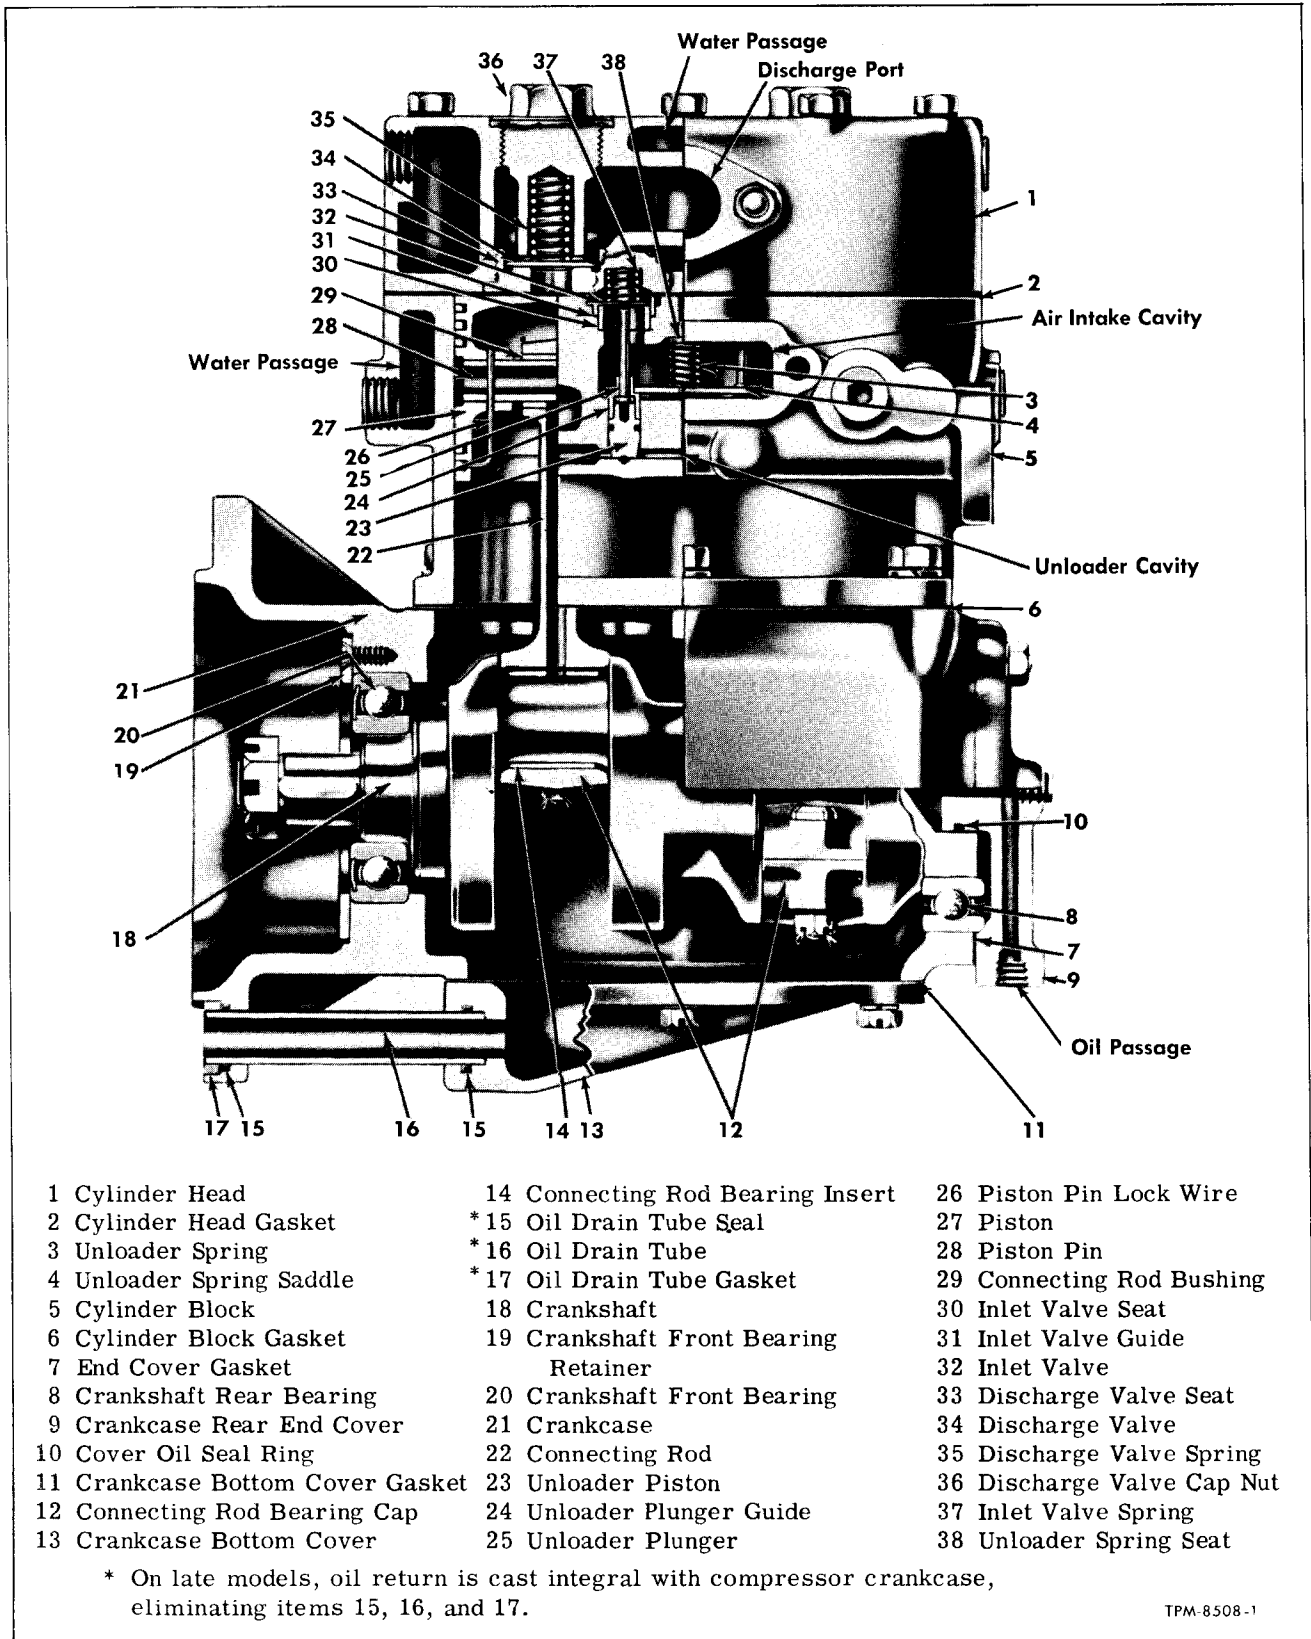 Water Passage
36 37 38 Discharge Port
35
34
33
32
31
30
29
28
Water Passage
27
26
25
24
23
22
1
2
Air Intake Cavity
3
4
5
Unloader Cavity
6
21
20
19
18
10
8
7
9
Oil Passage
17 15 16 15 14 13 12 11
1 Cylinder Head
2 Cylinder Head Gasket
3 Unloader Spring
4 Unloader Spring Saddle
5 Cylinder Block
6 Cylinder Block Gasket
7 End Cover Gasket
8 Crankshaft Rear Bearing
9 Crankcase Rear End Cover
10 Cover Oil Seal Ring
11 Crankcase Bottom Cover Gasket
12 Connecting Rod Bearing Cap
13 Crankcase Bottom Cover
14 Connecting Rod Bearing Insert
*15 Oil Drain Tube Seal
*16 Oil Drain Tube
*17 Oil Drain Tube Gasket
18 Crankshaft
19 Crankshaft Front Bearing
Retainer
20 Crankshaft Front Bearing
21 Crankcase
22 Connecting Rod
23 Unloader Piston
24 Unloader Plunger Guide
25 Unloader Plunger
26 Piston Pin Lock Wire
27 Piston
28 Piston Pin
29 Connecting Rod Bushing
30 Inlet Valve Seat
31 Inlet Valve Guide
32 Inlet Valve
33 Discharge Valve Seat
34 Discharge Valve
35 Discharge Valve Spring
36 Discharge Valve Cap Nut
37 Inlet Valve Spring
38 Unloader Spring Seat
* On late models, oil return is cast integral with compressor crankcase,
eliminating items 15, 16, and 17.
TPM-8508-1